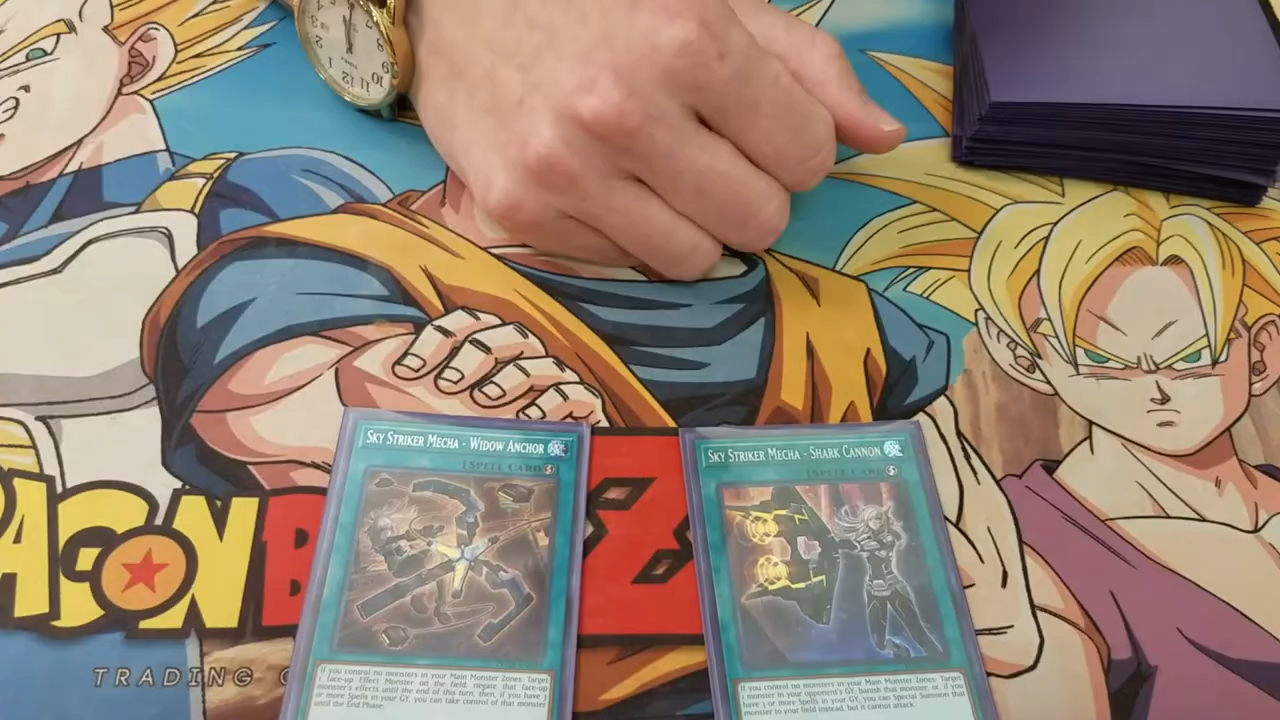 SKY STRIKER MECHA - WIDOW ANCHOR
SPELL CARD
If you control no monsters in your Main Monster Zones: Target
1 face-up Effect Monster on the field; negate that face-up
monster's effects until the end of this turn, then, if you have 3
or more Spells in your GY, you can take control of that monster
until the End Phase.
SKY STRIKER MECHA - SHARK CANNON
SPELL CARD
If you control no monsters in your Main Monster Zones: Target
1 monster in your opponent's GY; banish that monster, or, if you
have 3 or more Spells in your GY, you can Special Summon that
monster to your field instead, but it cannot attack.
AGON B Z
TRADING